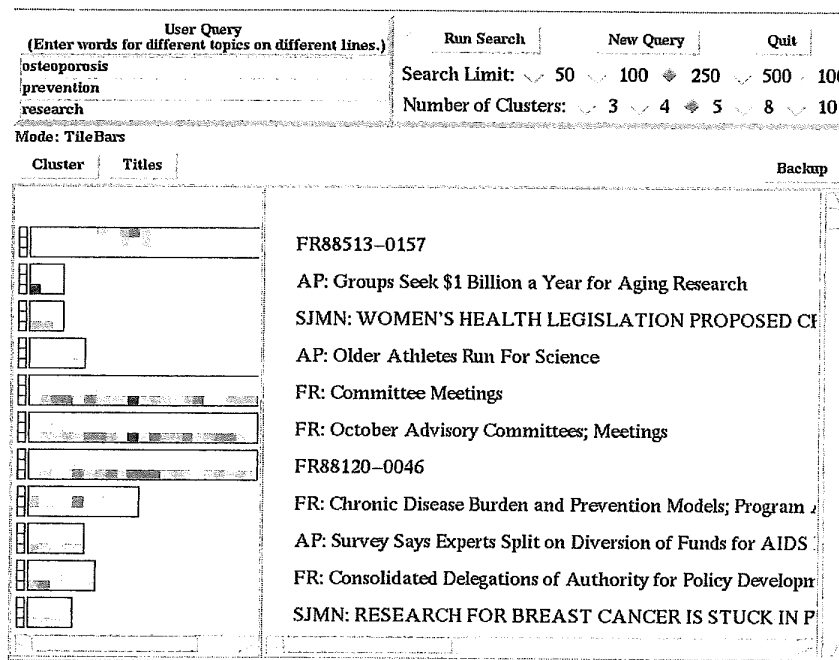 User Query
(Enter words for different topics on different lines.)
osteoporosis
prevention
research
Run Search New Query Quit
Search Limit: 50 100 250 500 100
Number of Clusters: 3 4 5 8 10
Mode: TileBars
Cluster Titles
Backup
FR88513-0157
AP: Groups Seek $1 Billion a Year for Aging Research
SJMN: WOMEN'S HEALTH LEGISLATION PROPOSED
AP: Older Athletes Run For Science
FR: Committee Meetings
FR: October Advisory Committees; Meetings
FR88120-0046
FR: Chronic Disease Burden and Prevention Models; Program
AP: Survey Says Experts Split on Diversion of Funds for AIDS
FR: Consolidated Delegations of Authority for Policy Developm
SJMN: RESEARCH FOR BREAST CANCER IS STUCK IN P